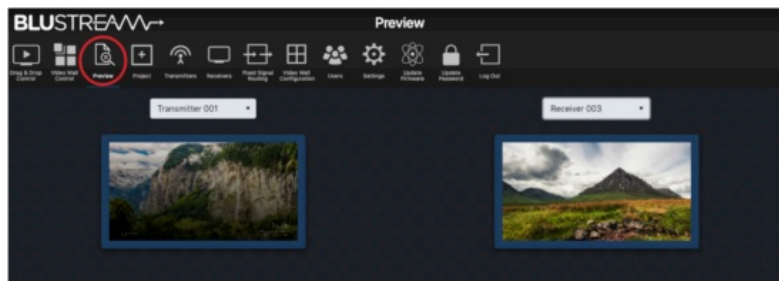 BLUSTREAM
Preview
Drag & Drop
Control
Video Wall
Control
Preview
Project
Transmitters
Receivers
Fixed Signal
Routing
Video Wall
Configuration
Users
Settings
Update
Firmware
Update
Password
Log Out
Transmitter 001
Receiver 003